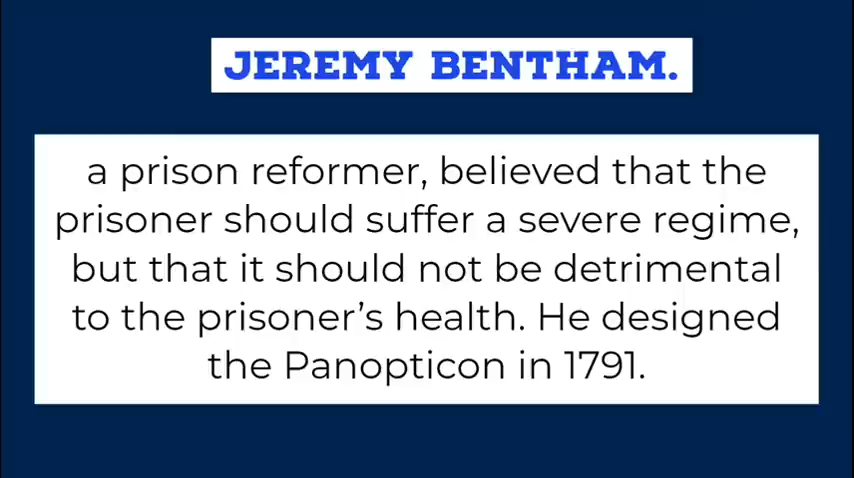 JEREMY BENTHAM.
a prison reformer, believed that the
prisoner should suffer a severe regime,
but that it should not be detrimental
to the prisoner’s health. He designed
the Panopticon in 1791.